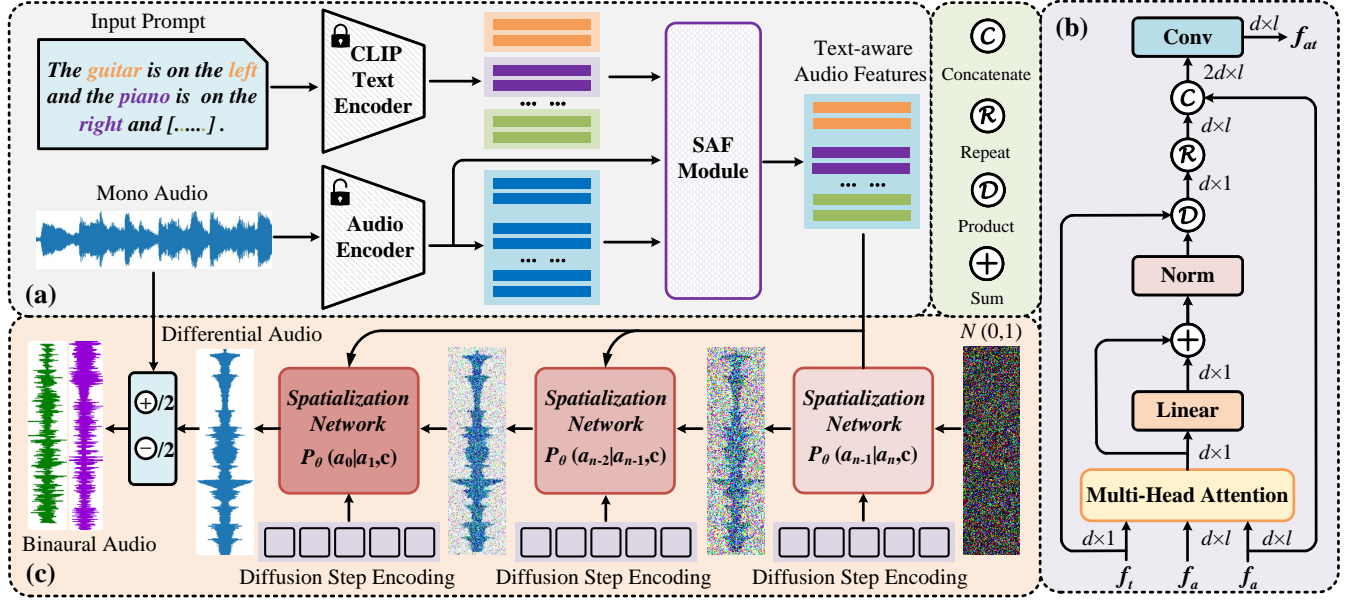 Input Prompt
The guitar is on the left
and the piano is on the
right and [......] .
CLIP
Text
Encoder
... ...
SAF
Module
Text-aware
Audio Features
... ...
Mono Audio
Audio
Encoder
... ...
(a)
C
Concatenate
R
Repeat
D
Product
+
Sum
(b)
Conv
d×l
f_at
2d×l
C
d×l
R
d×1
D
Norm
+
d×1
Linear
d×1
Multi-Head Attention
d×1
d×l
d×l
f_t
f_a
f_a
Differential Audio
N (0,1)
+/2
−/2
Spatialization
Network
P_θ (a_0|a_1,c)
Spatialization
Network
P_θ (a_{n-2}|a_{n-1},c)
Spatialization
Network
P_θ (a_{n-1}|a_n,c)
Binaural Audio
(c)
Diffusion Step Encoding
Diffusion Step Encoding
Diffusion Step Encoding